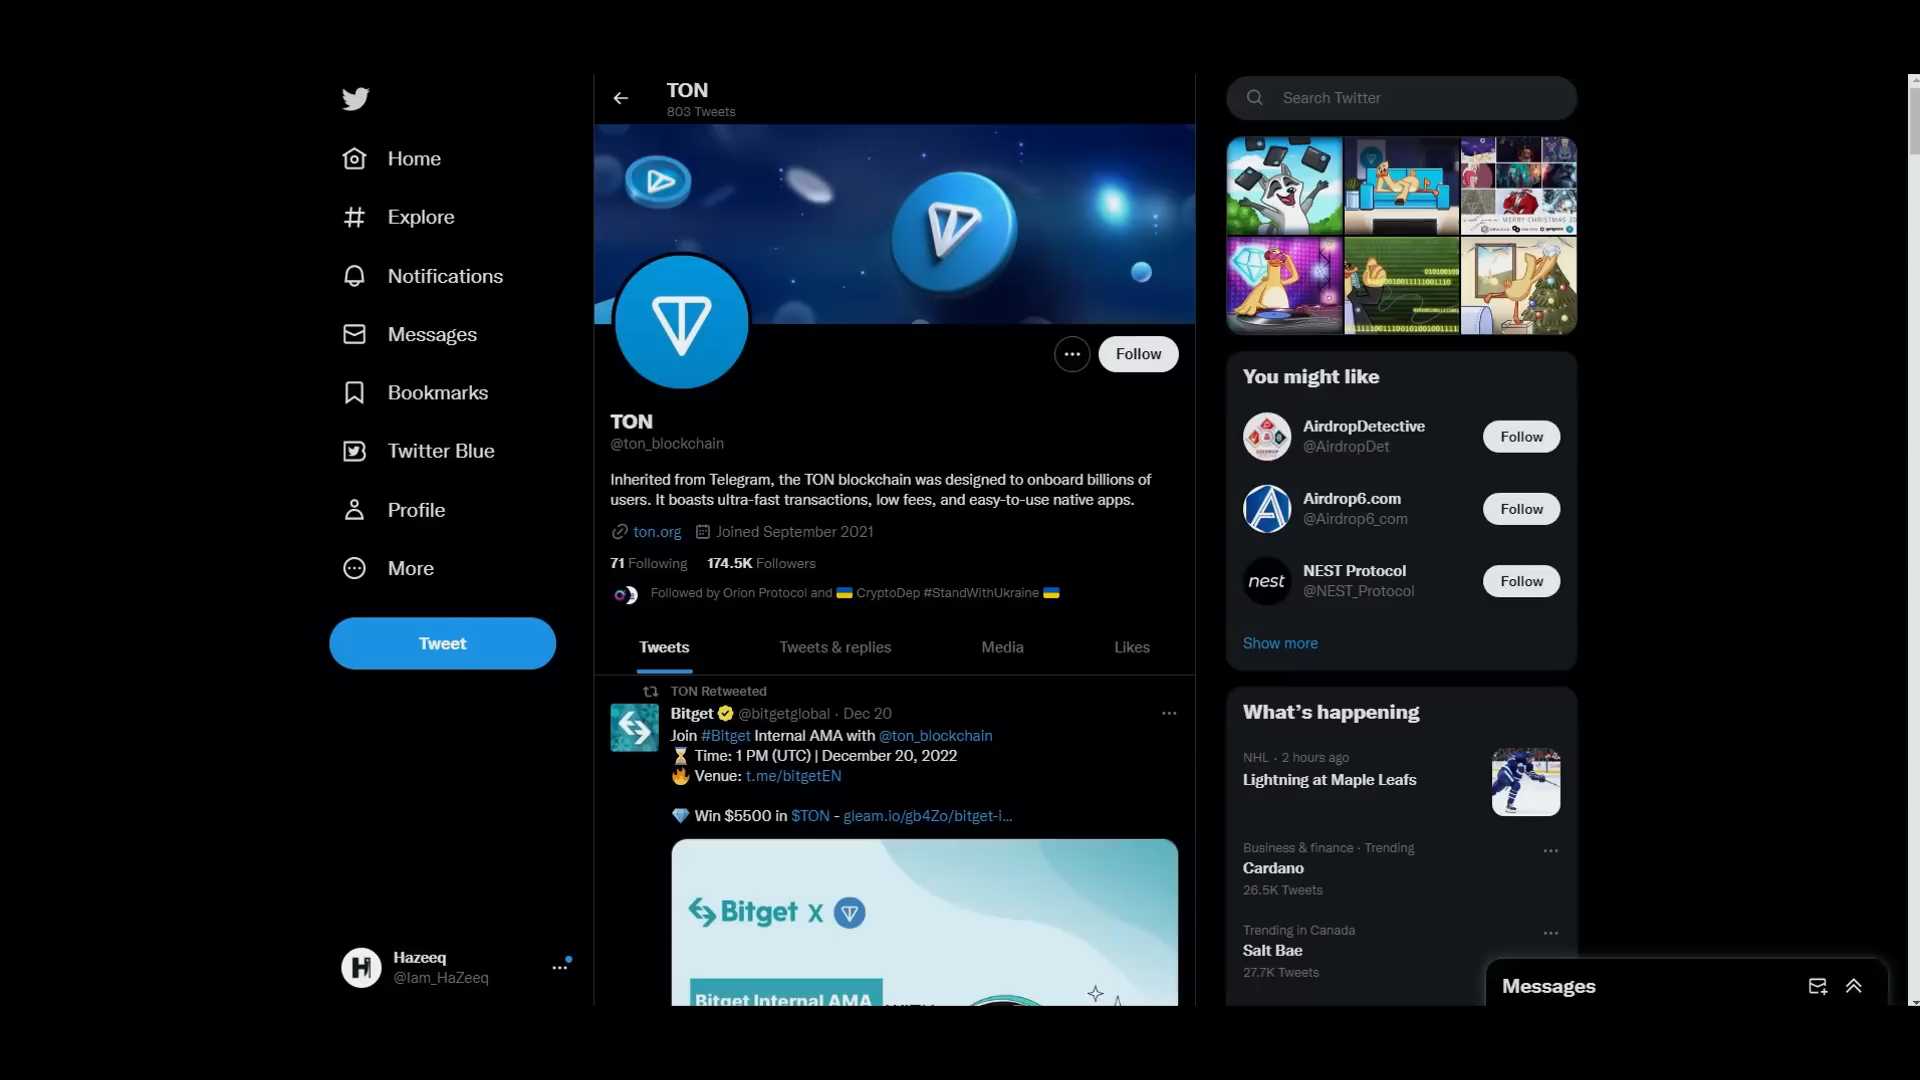 Home
Explore
Notifications
Messages
Bookmarks
Twitter Blue
Profile
More
Tweet
Hazeeq
@Iam_HaZeeq
TON
803 Tweets
Follow
TON
@ton_blockchain
Inherited from Telegram, the TON blockchain was designed to onboard billions of
users. It boasts ultra-fast transactions, low fees, and easy-to-use native apps.
ton.org Joined September 2021
71 Following 174.5K Followers
Followed by Orion Protocol and 🇺🇦 CryptoDep #StandWithUkraine 🇺🇦
Tweets Tweets & replies Media Likes
TON Retweeted
Bitget @bitgetglobal · Dec 20
Join #Bitget Internal AMA with @ton_blockchain
⏳ Time: 1 PM (UTC) | December 20, 2022
🔥 Venue: t.me/bitgetEN
💎 Win $5500 in $TON - gleam.io/gb4Zo/bitget-i...
Bitget X
Bitget Internal AMA
Search Twitter
MERRY CHRISTMAS
You might like
AirdropDetective
@AirdropDet
Follow
Airdrop6.com
@Airdrop6_com
Follow
nest
NEST Protocol
@NEST_Protocol
Follow
Show more
What's happening
NHL · 2 hours ago
Lightning at Maple Leafs
Business & finance · Trending
Cardano
26.5K Tweets
Trending in Canada
Salt Bae
27.7K Tweets
Messages